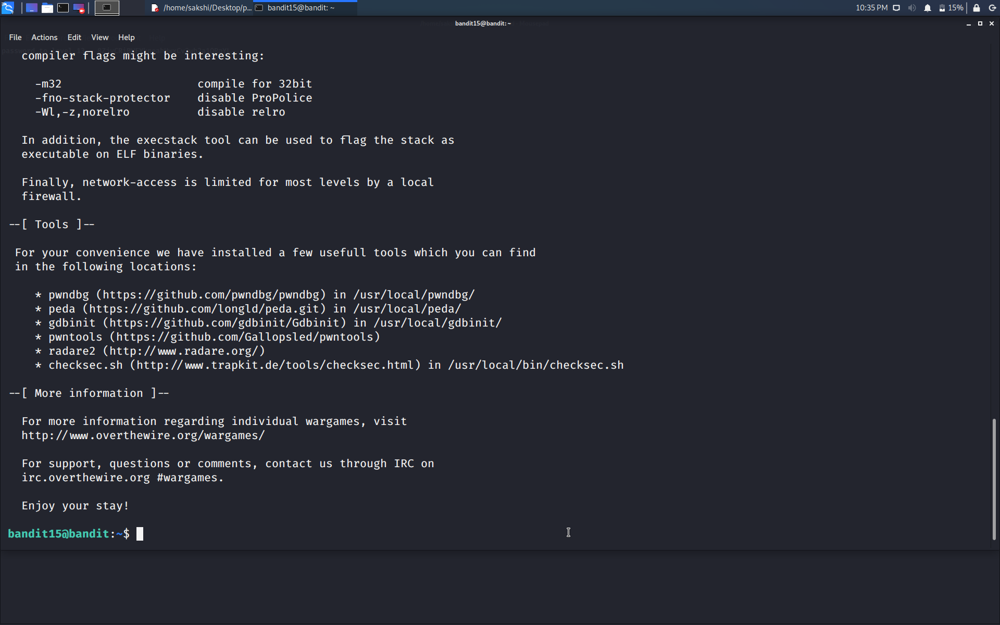 /home/sakshi/Desktop/p...
bandit15@bandit: ~
10:35 PM
15%
bandit15@bandit: ~
File Actions Edit View Help
compiler flags might be interesting:
-m32 compile for 32bit
-fno-stack-protector disable ProPolice
-Wl,-z,norelro disable relro
In addition, the execstack tool can be used to flag the stack as
executable on ELF binaries.
Finally, network-access is limited for most levels by a local
firewall.
--[ Tools ]--
For your convenience we have installed a few usefull tools which you can find
in the following locations:
* pwndbg (https://github.com/pwndbg/pwndbg) in /usr/local/pwndbg/
* peda (https://github.com/longld/peda.git) in /usr/local/peda/
* gdbinit (https://github.com/gdbinit/Gdbinit) in /usr/local/gdbinit/
* pwntools (https://github.com/Gallopsled/pwntools)
* radare2 (http://www.radare.org/)
* checksec.sh (http://www.trapkit.de/tools/checksec.html) in /usr/local/bin/checksec.sh
--[ More information ]--
For more information regarding individual wargames, visit
http://www.overthewire.org/wargames/
For support, questions or comments, contact us through IRC on
irc.overthewire.org #wargames.
Enjoy your stay!
bandit15@bandit:~$